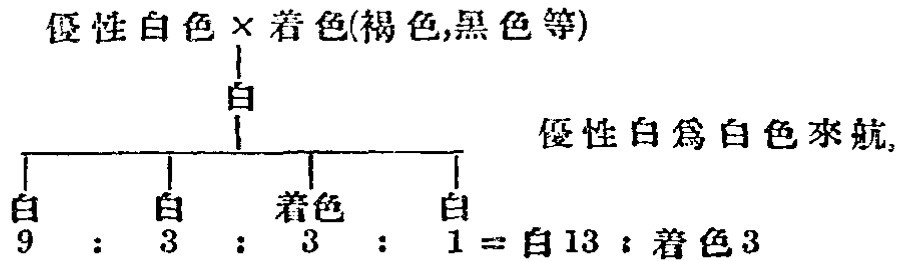 優性白色×着色(褐色,黑色等)
白
優性白爲白色來航,
白 白 着色 白
9 : 3 : 3 : 1 = 白13 : 着色3